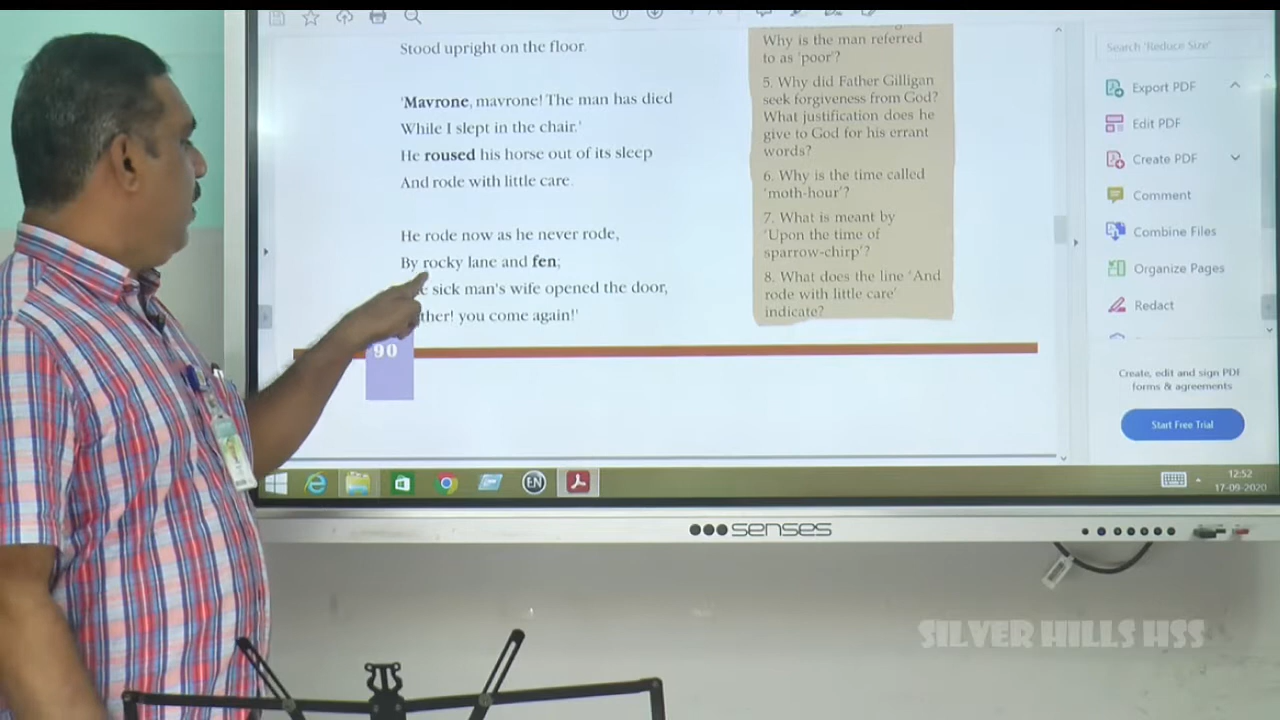 Stood upright on the floor.
'Mavrone, mavrone! The man has died
While I slept in the chair.'
He roused his horse out of its sleep
And rode with little care.
He rode now as he never rode,
By rocky lane and fen;
sick man's wife opened the door,
you come again!'
90
Why is the man referred
to as 'poor'?
5. Why did Father Gilligan
seek forgiveness from God?
What justification does he
give to God for his errant
words?
6. Why is the time called
'moth-hour'?
7. What is meant by
'Upon the time of
sparrow-chirp'?
8. What does the line 'And
rode with little care'
indicate?
Search 'Reduce Size'
Export PDF
Edit PDF
Create PDF
Comment
Combine Files
Organize Pages
Redact
Create, edit and sign PDF
forms & agreements
Start Free Trial
EN
12:52
17-09-2020
senses
SILVER HILLS HSS